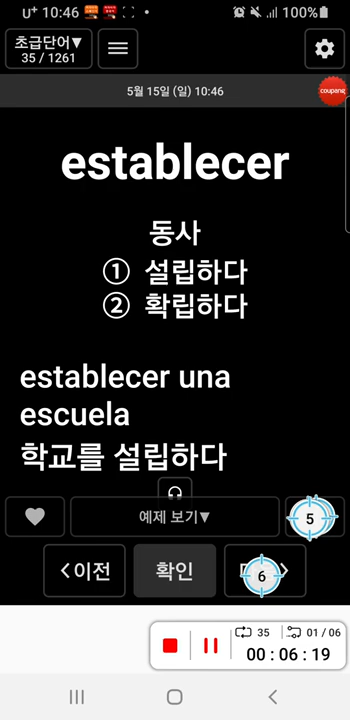 U+ 10:46 100%
초급단어▼
35 / 1261
5월 15일 (일) 10:46
coupang
establecer
동사
① 설립하다
② 확립하다
establecer una
escuela
학교를 설립하다
예제 보기▼
5
<이전
확인
6
>
35 01 / 06
00 : 06 : 19